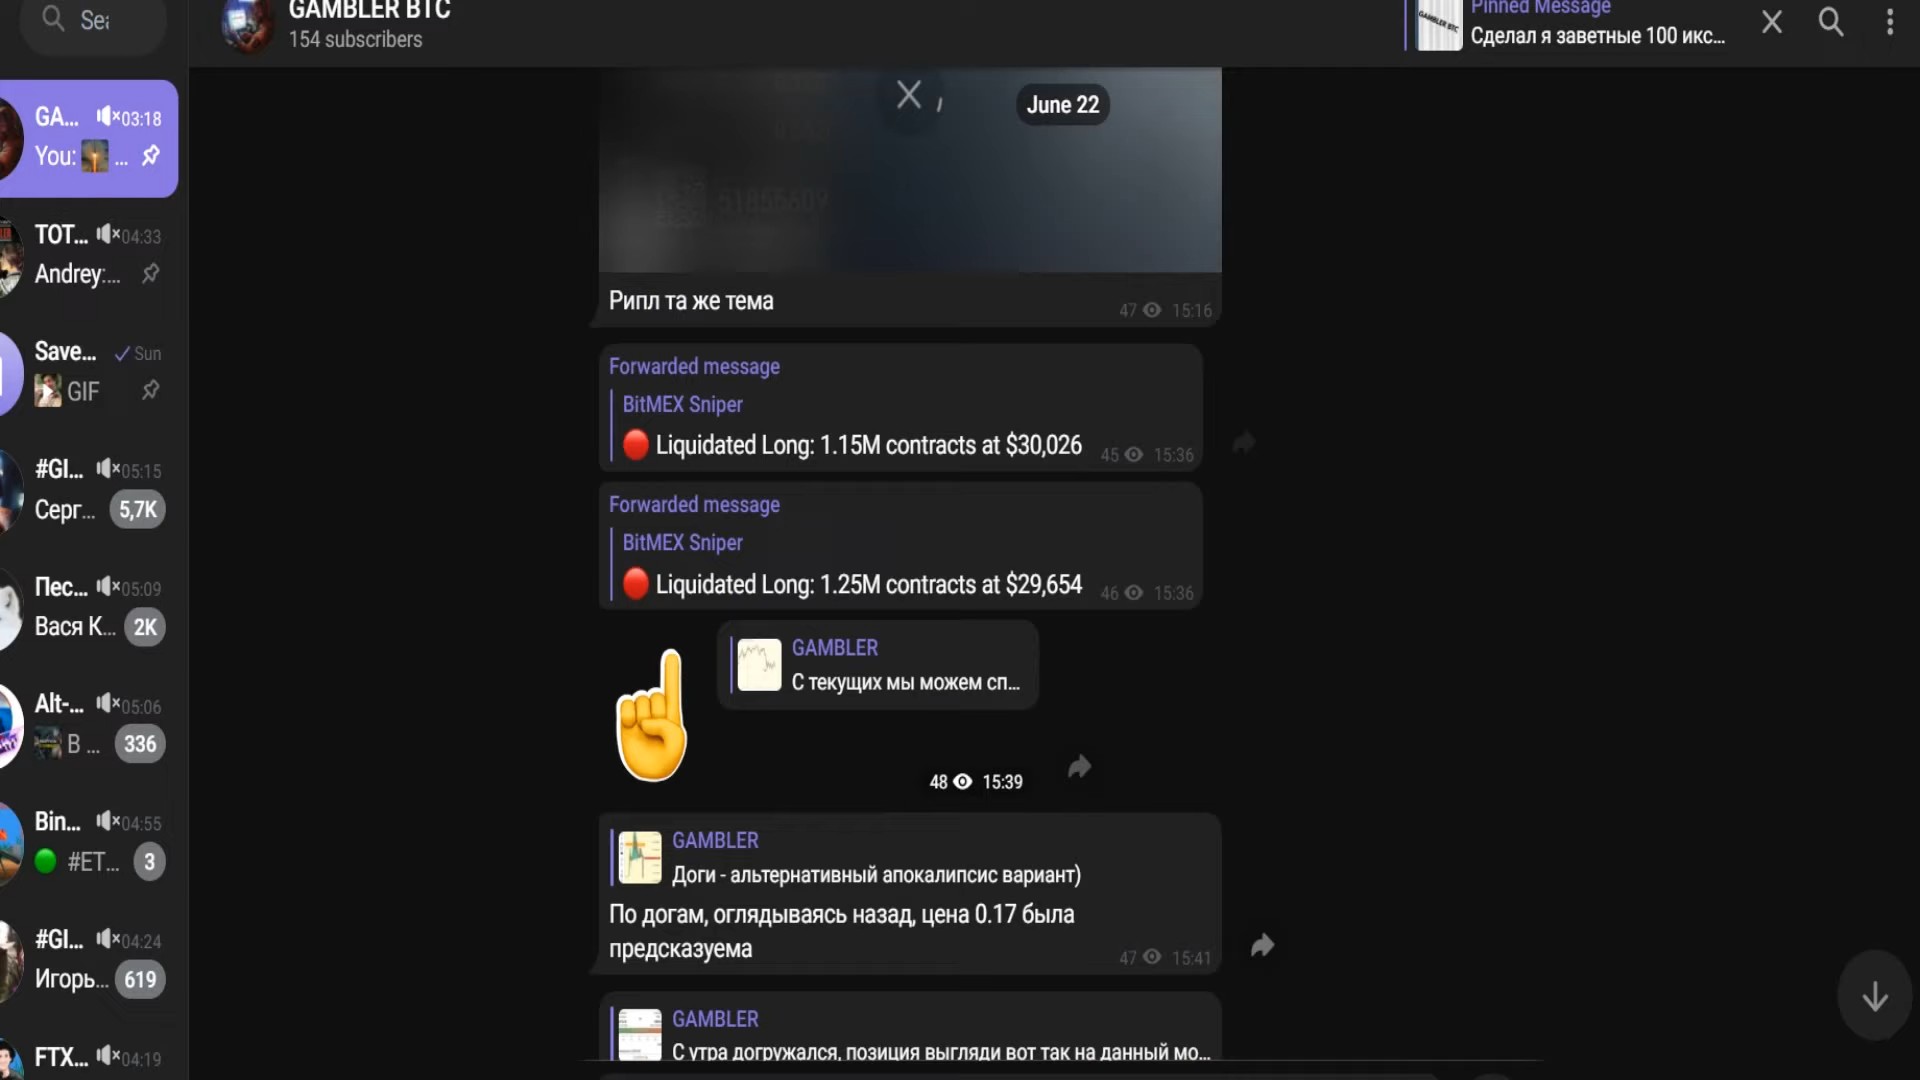 Sea
GAMBLER BTC
154 subscribers
Pinned Message
Сделал я заветные 100 икс...
GAMBLER BTC
GA... 03:18
You: ...
TOT... 04:33
Andrey:...
Save... Sun
GIF
#GI... 05:15
Серг... 5,7K
Пес... 05:09
Вася К... 2K
Alt-... 05:06
В ... 336
Bin... 04:55
#ET... 3
#GI... 04:24
Игорь... 619
FTX... 04:19
June 22
51855609
Рипл та же тема
47 15:16
Forwarded message
BitMEX Sniper
Liquidated Long: 1.15M contracts at $30,026
45 15:36
Forwarded message
BitMEX Sniper
Liquidated Long: 1.25M contracts at $29,654
46 15:36
GAMBLER
С текущих мы можем сп...
48 15:39
GAMBLER
Доги - альтернативный апокалипсис вариант)
По догам, оглядываясь назад, цена 0.17 была
предсказуема
47 15:41
GAMBLER
С утра догружался, позиция выгляди вот так на данный мо...